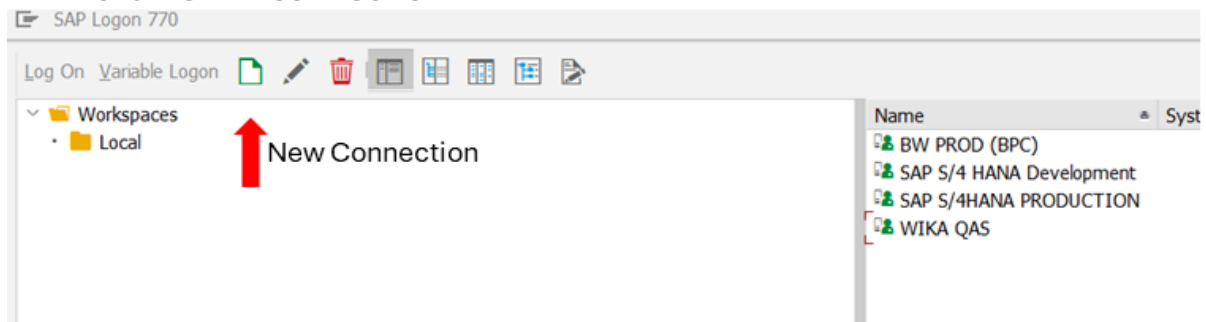 SAP Logon 770
Log On Variable Logon
Workspaces
Local
New Connection
Name Syst
BW PROD (BPC)
SAP S/4 HANA Development
SAP S/4HANA PRODUCTION
WIKA QAS